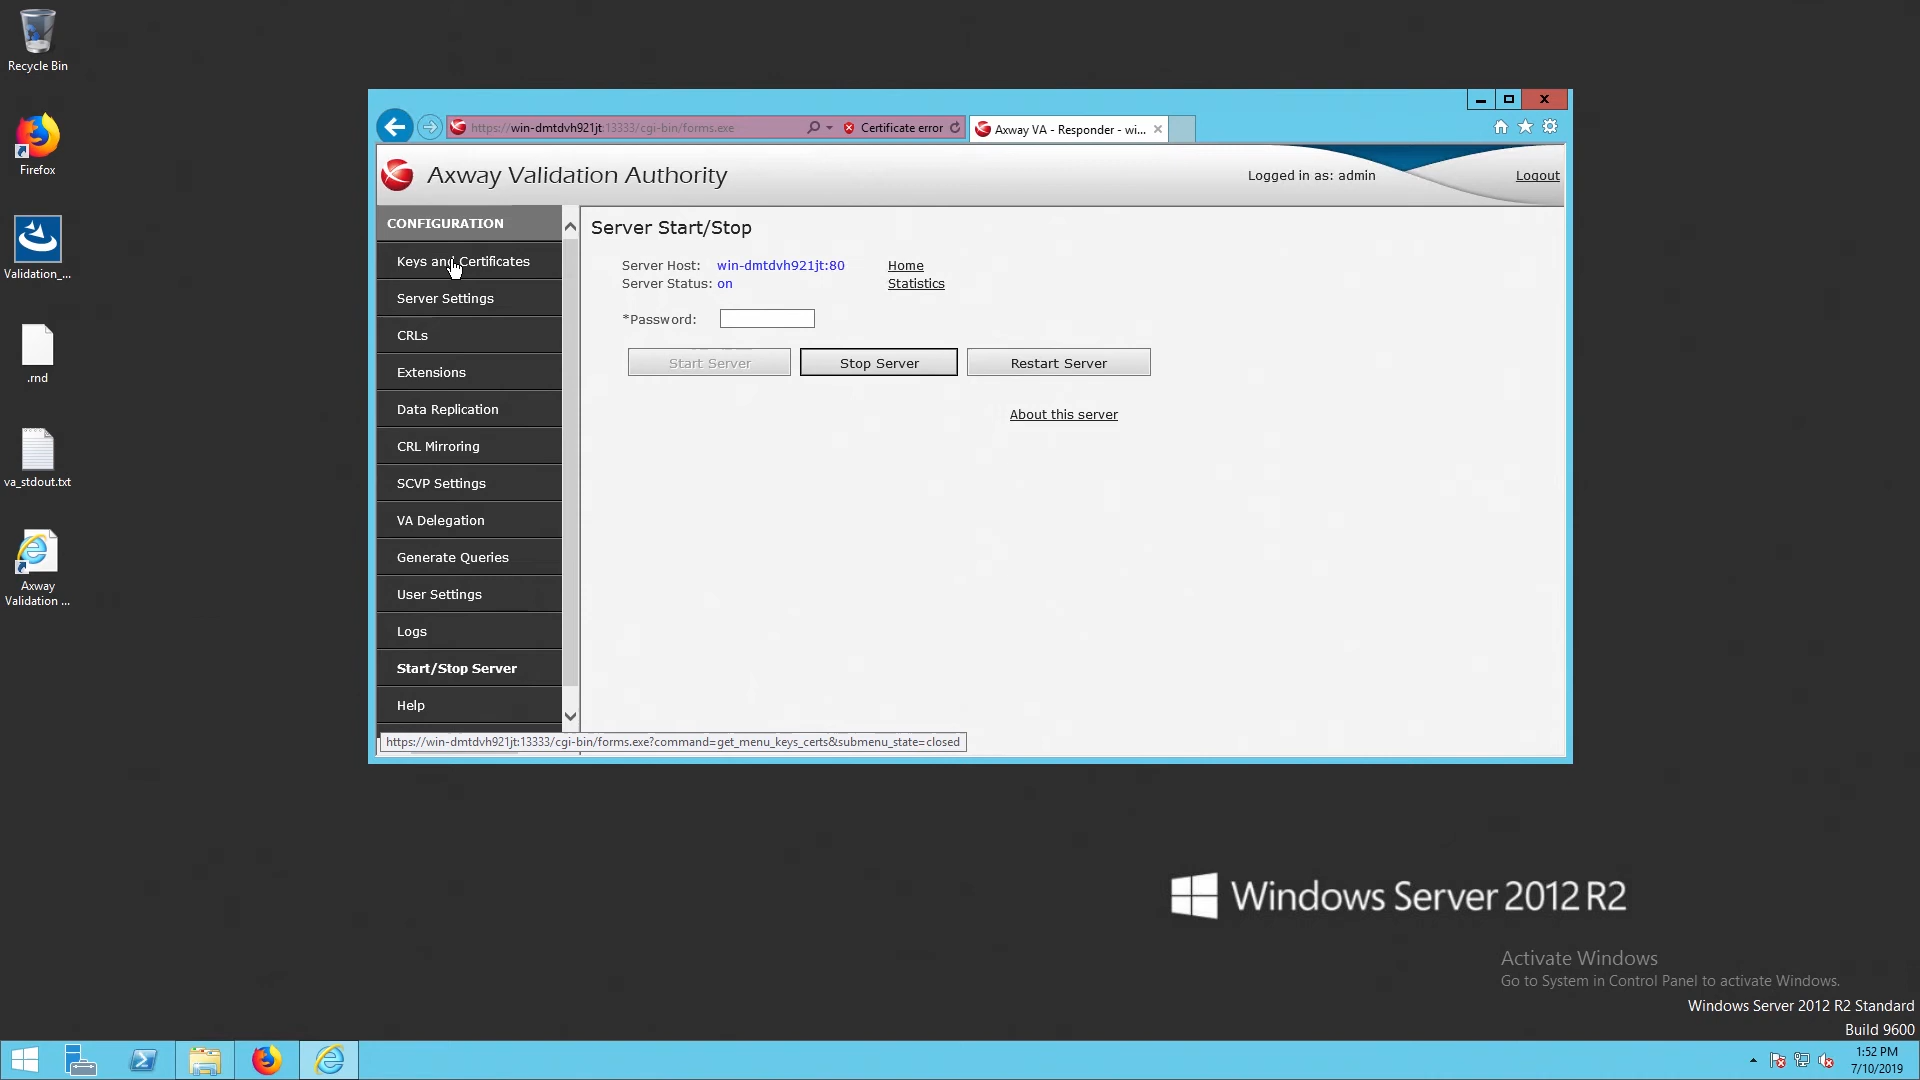 Recycle Bin
Firefox
Validation_...
.rnd
va_stdout.txt
Axway
Validation ...
https://win-dmtdvh921jt:13333/cgi-bin/forms.exe
Certificate error
Axway VA - Responder - wi...
Axway Validation Authority
Logged in as: admin
Logout
CONFIGURATION
Keys and Certificates
Server Settings
CRLs
Extensions
Data Replication
CRL Mirroring
SCVP Settings
VA Delegation
Generate Queries
User Settings
Logs
Start/Stop Server
Help
Server Start/Stop
Server Host: win-dmtdvh921jt:80 Home
Server Status: on Statistics
*Password:
Start Server Stop Server Restart Server
About this server
https://win-dmtdvh921jt:13333/cgi-bin/forms.exe?command=get_menu_keys_certs&submenu_state=closed
Windows Server 2012 R2
Activate Windows
Go to System in Control Panel to activate Windows.
Windows Server 2012 R2 Standard
Build 9600
1:52 PM
7/10/2019